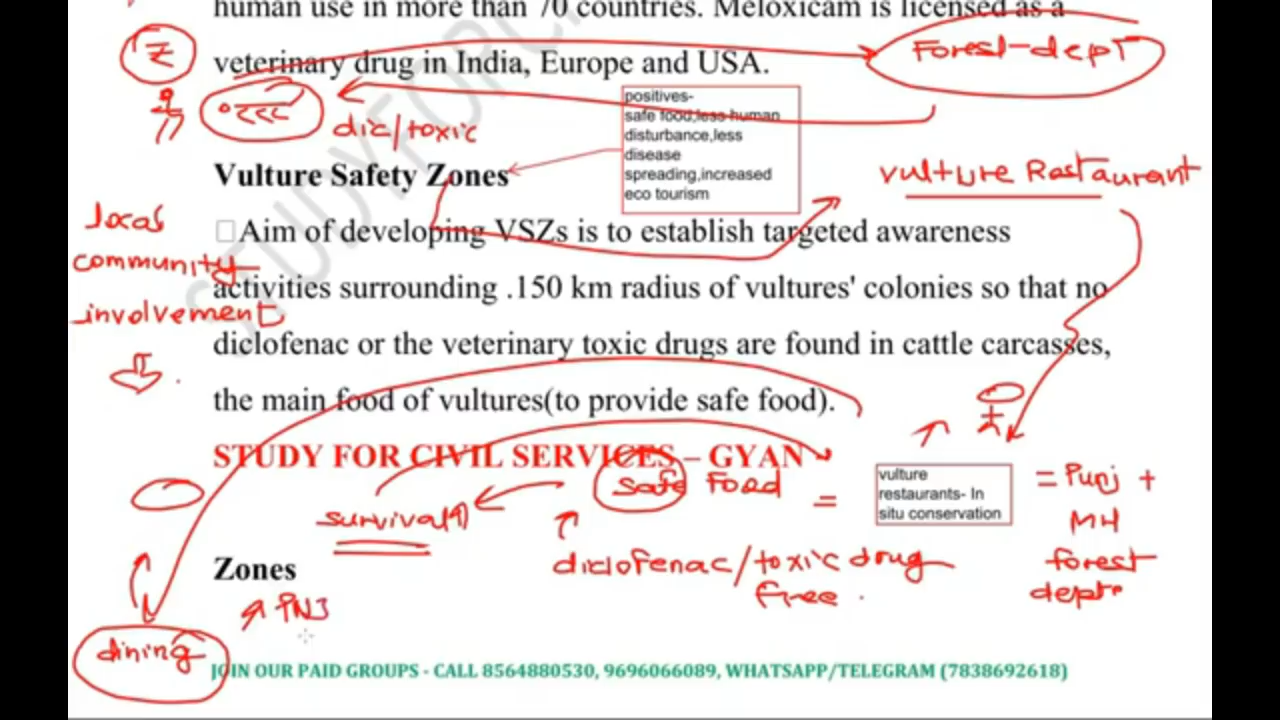 human use in more than 70 countries. Meloxicam is licensed as a
Forest-dept
veterinary drug in India, Europe and USA.
positives-
safe food,less human
disturbance,less
disease
spreading,increased
eco tourism
dic/toxic
Vulture Safety Zones
vulture Restaurant
local
community
involvement
Aim of developing VSZs is to establish targeted awareness
activities surrounding .150 km radius of vultures' colonies so that no
diclofenac or the veterinary toxic drugs are found in cattle carcasses,
the main food of vultures(to provide safe food).
STUDY FOR CIVIL SERVICES – GYAN
safe food =
vulture
restaurants- In
situ conservation
= Punj +
MH
forest
dept
survival(↑)
diclofenac/toxic drug
free.
Zones
PNJ
dining
JOIN OUR PAID GROUPS - CALL 8564880530, 9696066089, WHATSAPP/TELEGRAM (7838692618)